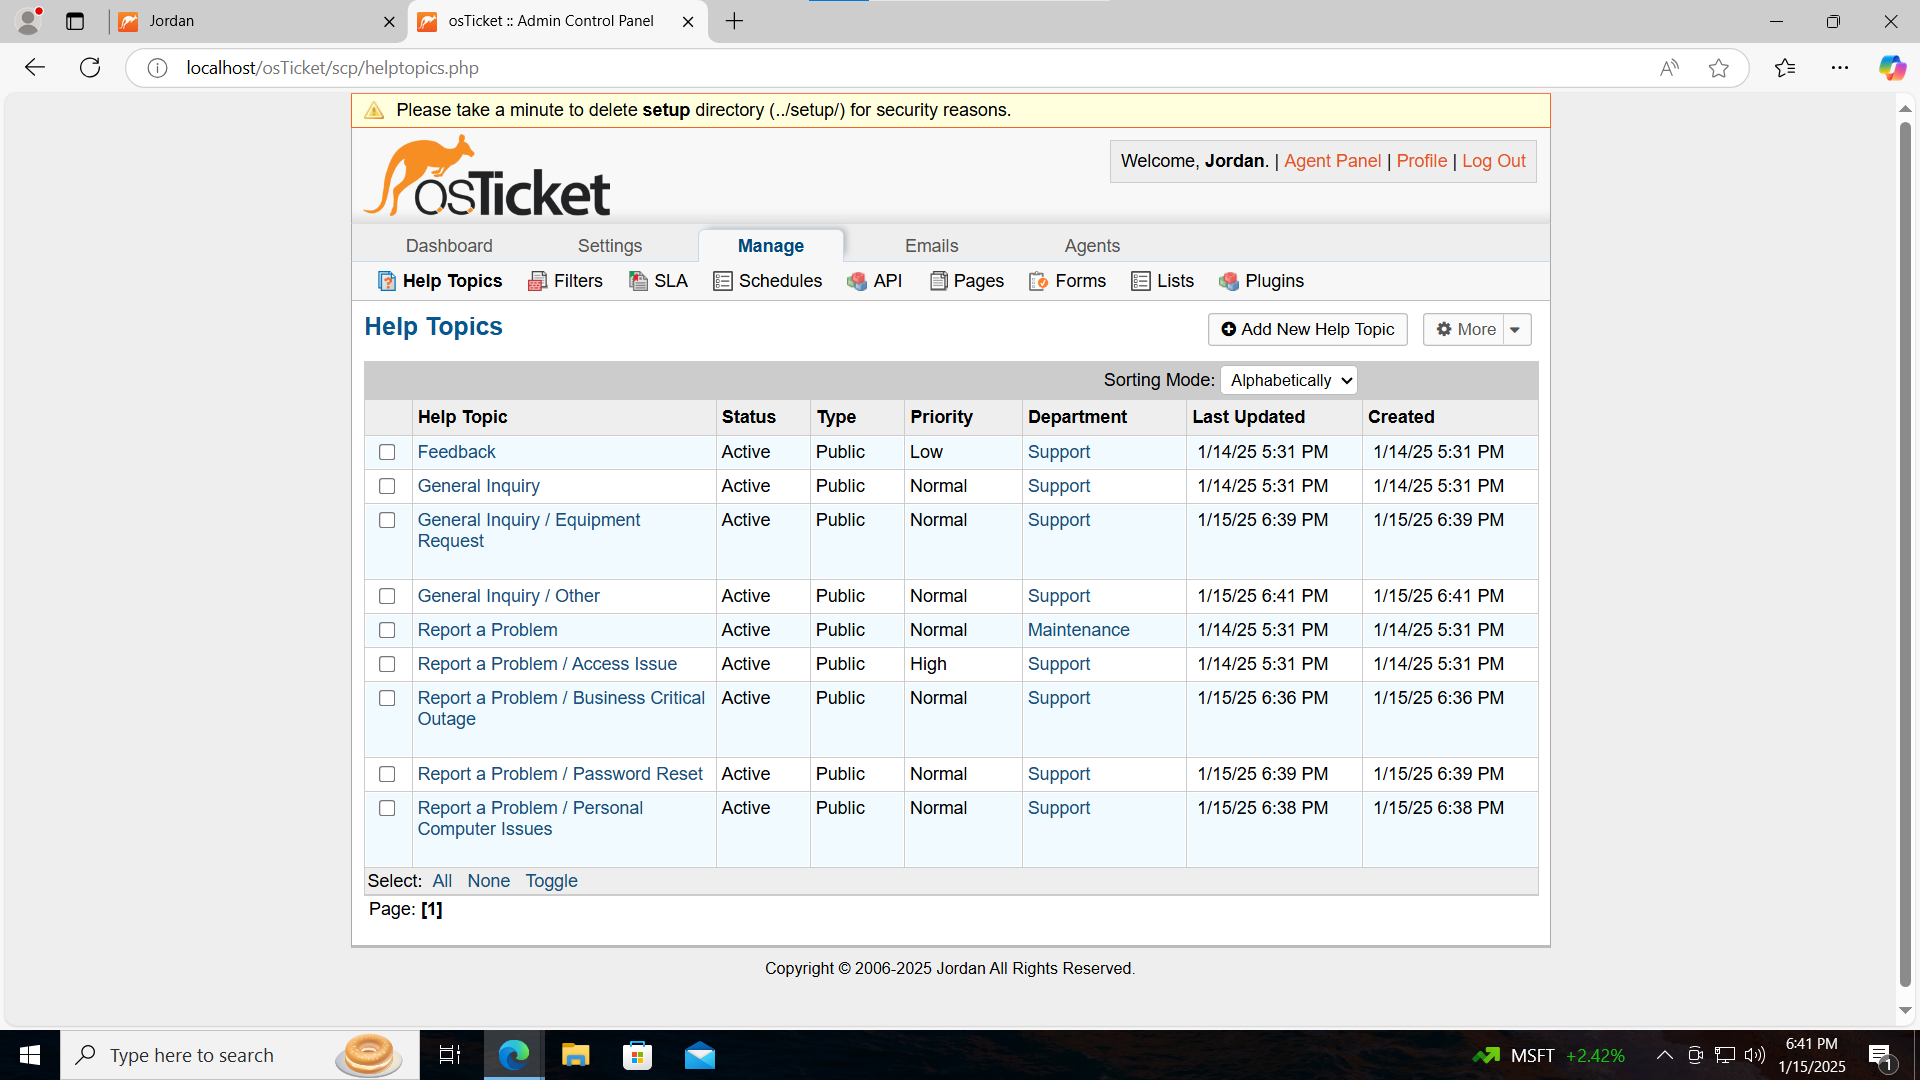 Jordan
osTicket :: Admin Control Panel
localhost/osTicket/scp/helptopics.php
Please take a minute to delete setup directory (../setup/) for security reasons.
osTicket
Welcome, Jordan. | Agent Panel | Profile | Log Out
Dashboard Settings Manage Emails Agents
Help Topics Filters SLA Schedules API Pages Forms Lists Plugins
Help Topics
Add New Help Topic More
Sorting Mode: Alphabetically
Help Topic Status Type Priority Department Last Updated Created
Feedback Active Public Low Support 1/14/25 5:31 PM 1/14/25 5:31 PM
General Inquiry Active Public Normal Support 1/14/25 5:31 PM 1/14/25 5:31 PM
General Inquiry / Equipment Active Public Normal Support 1/15/25 6:39 PM 1/15/25 6:39 PM
Request
General Inquiry / Other Active Public Normal Support 1/15/25 6:41 PM 1/15/25 6:41 PM
Report a Problem Active Public Normal Maintenance 1/14/25 5:31 PM 1/14/25 5:31 PM
Report a Problem / Access Issue Active Public High Support 1/14/25 5:31 PM 1/14/25 5:31 PM
Report a Problem / Business Critical Active Public Normal Support 1/15/25 6:36 PM 1/15/25 6:36 PM
Outage
Report a Problem / Password Reset Active Public Normal Support 1/15/25 6:39 PM 1/15/25 6:39 PM
Report a Problem / Personal Active Public Normal Support 1/15/25 6:38 PM 1/15/25 6:38 PM
Computer Issues
Select: All None Toggle
Page: [1]
Copyright © 2006-2025 Jordan All Rights Reserved.
Type here to search
MSFT +2.42%
6:41 PM
1/15/2025
1